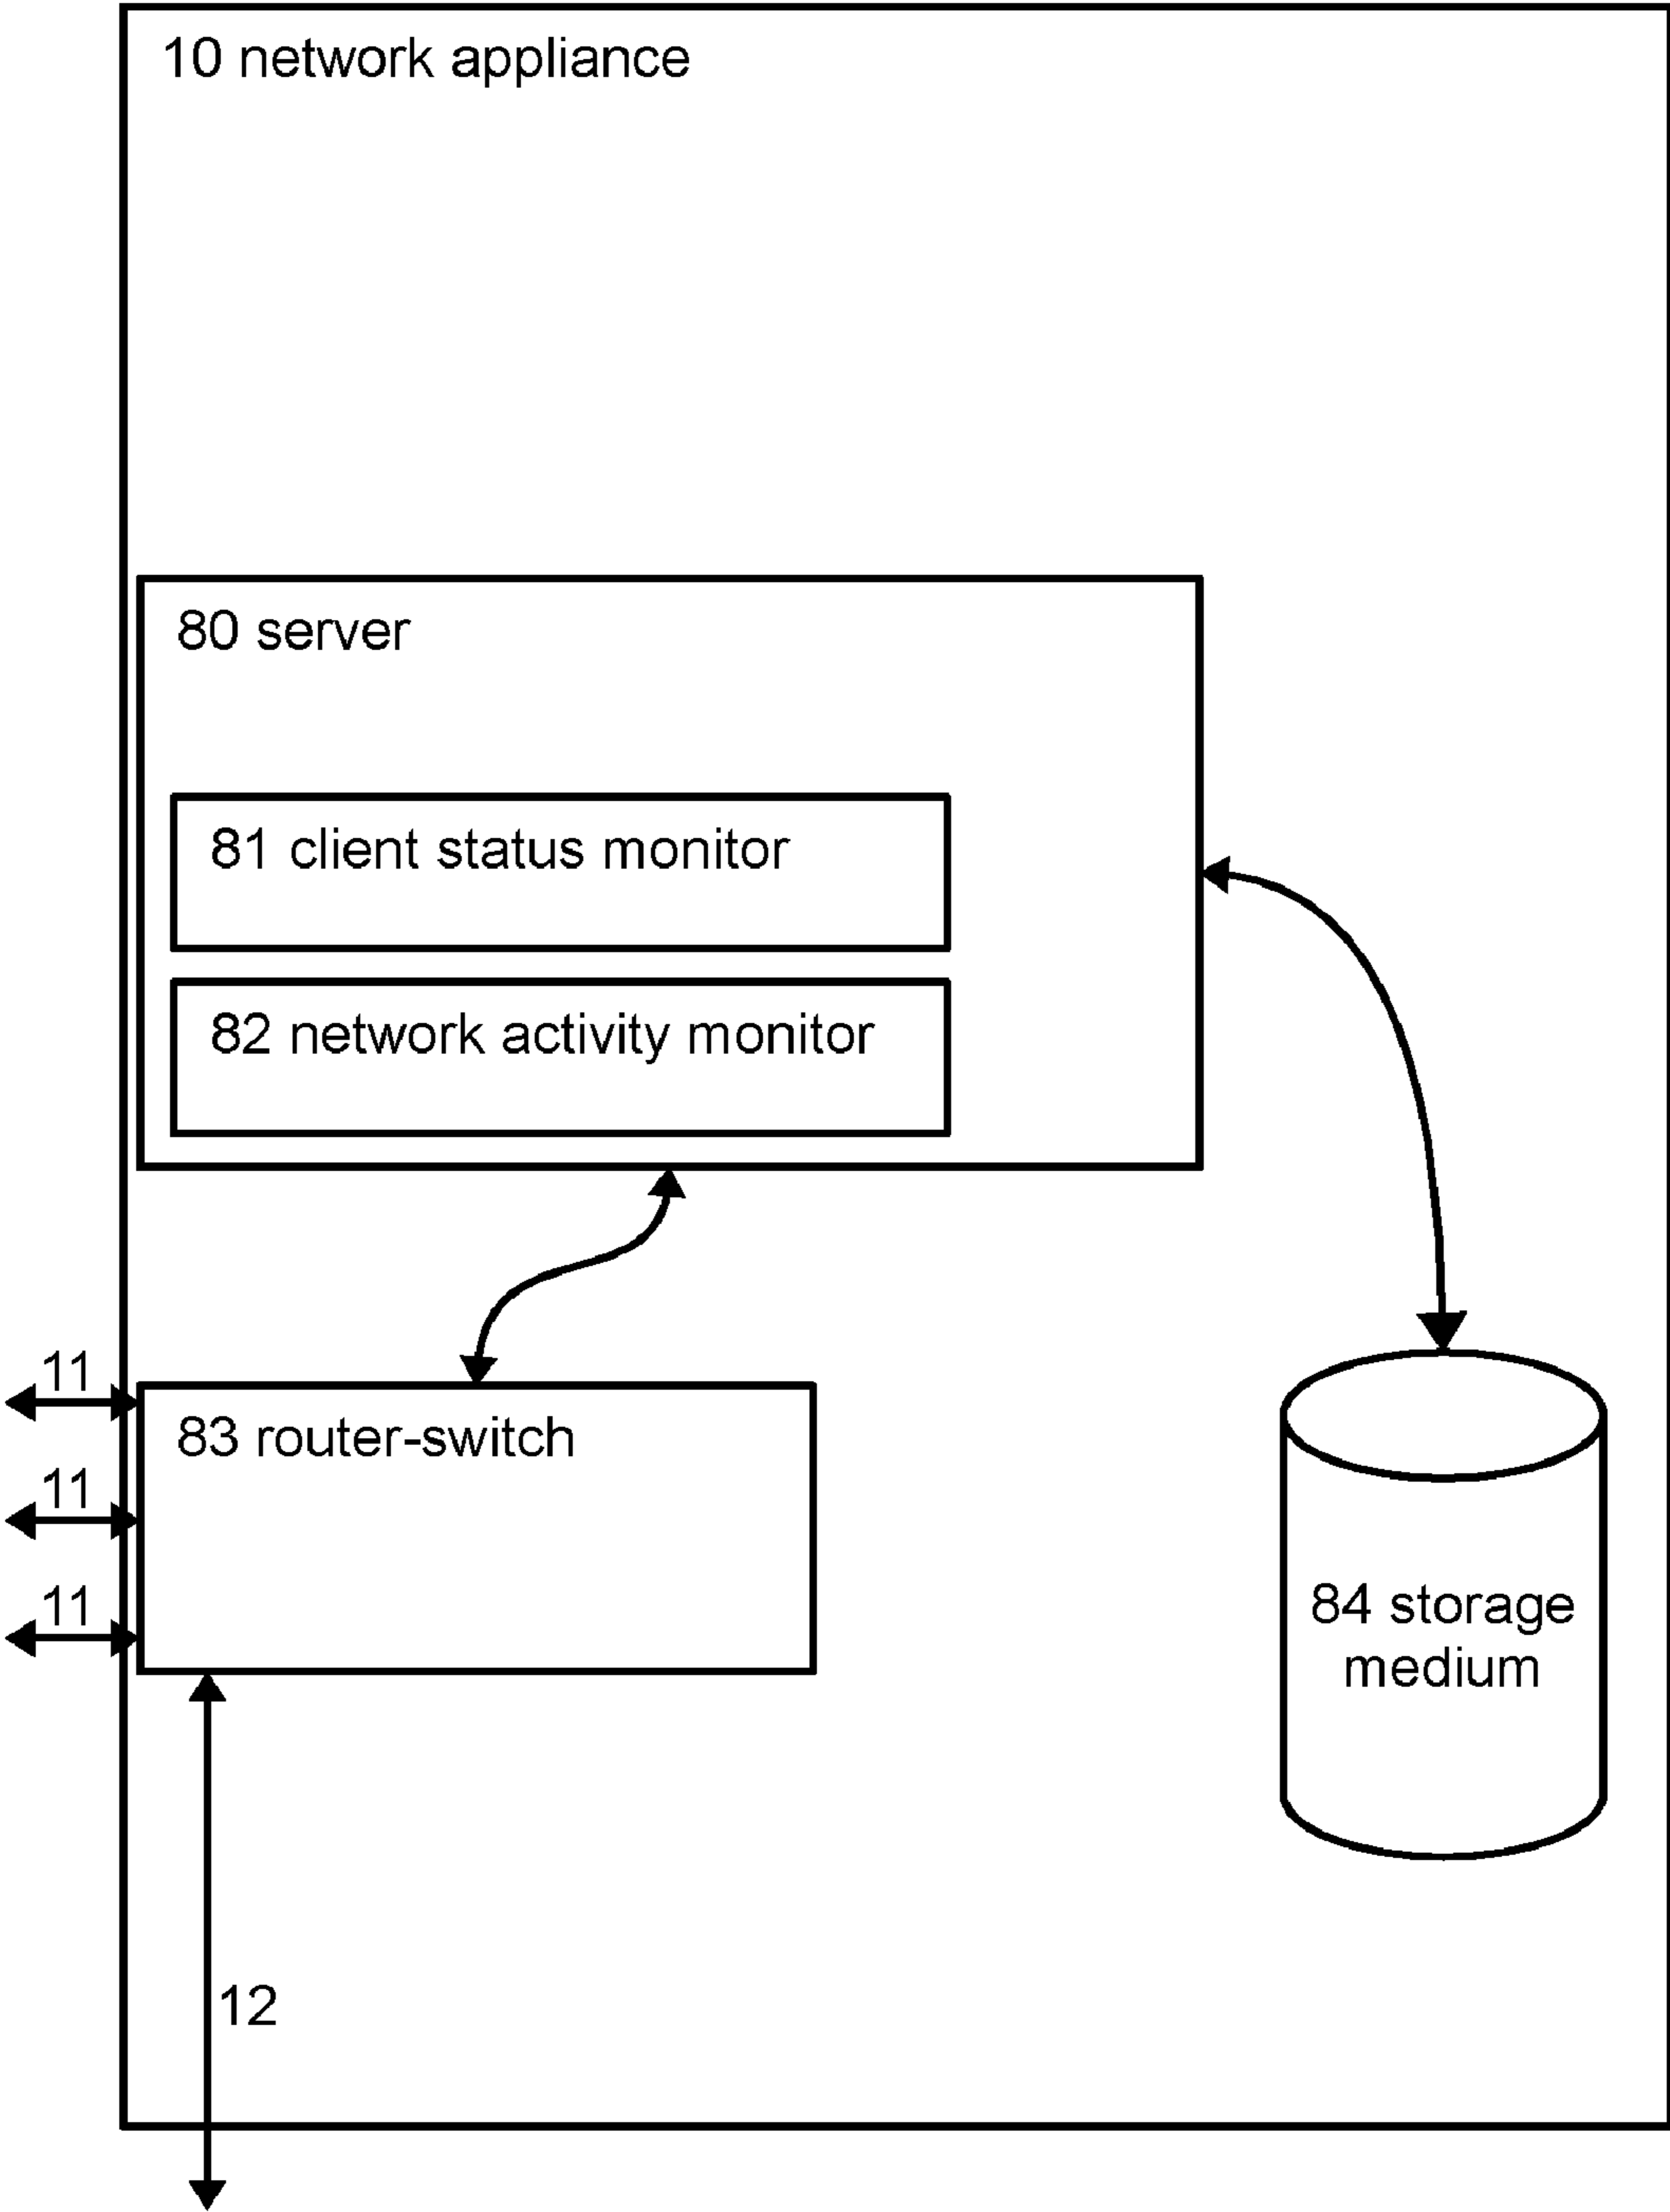 10 network appliance
80 server
81 client status monitor
82 network activity monitor
11
83 router-switch
11
11
84 storage
medium
12